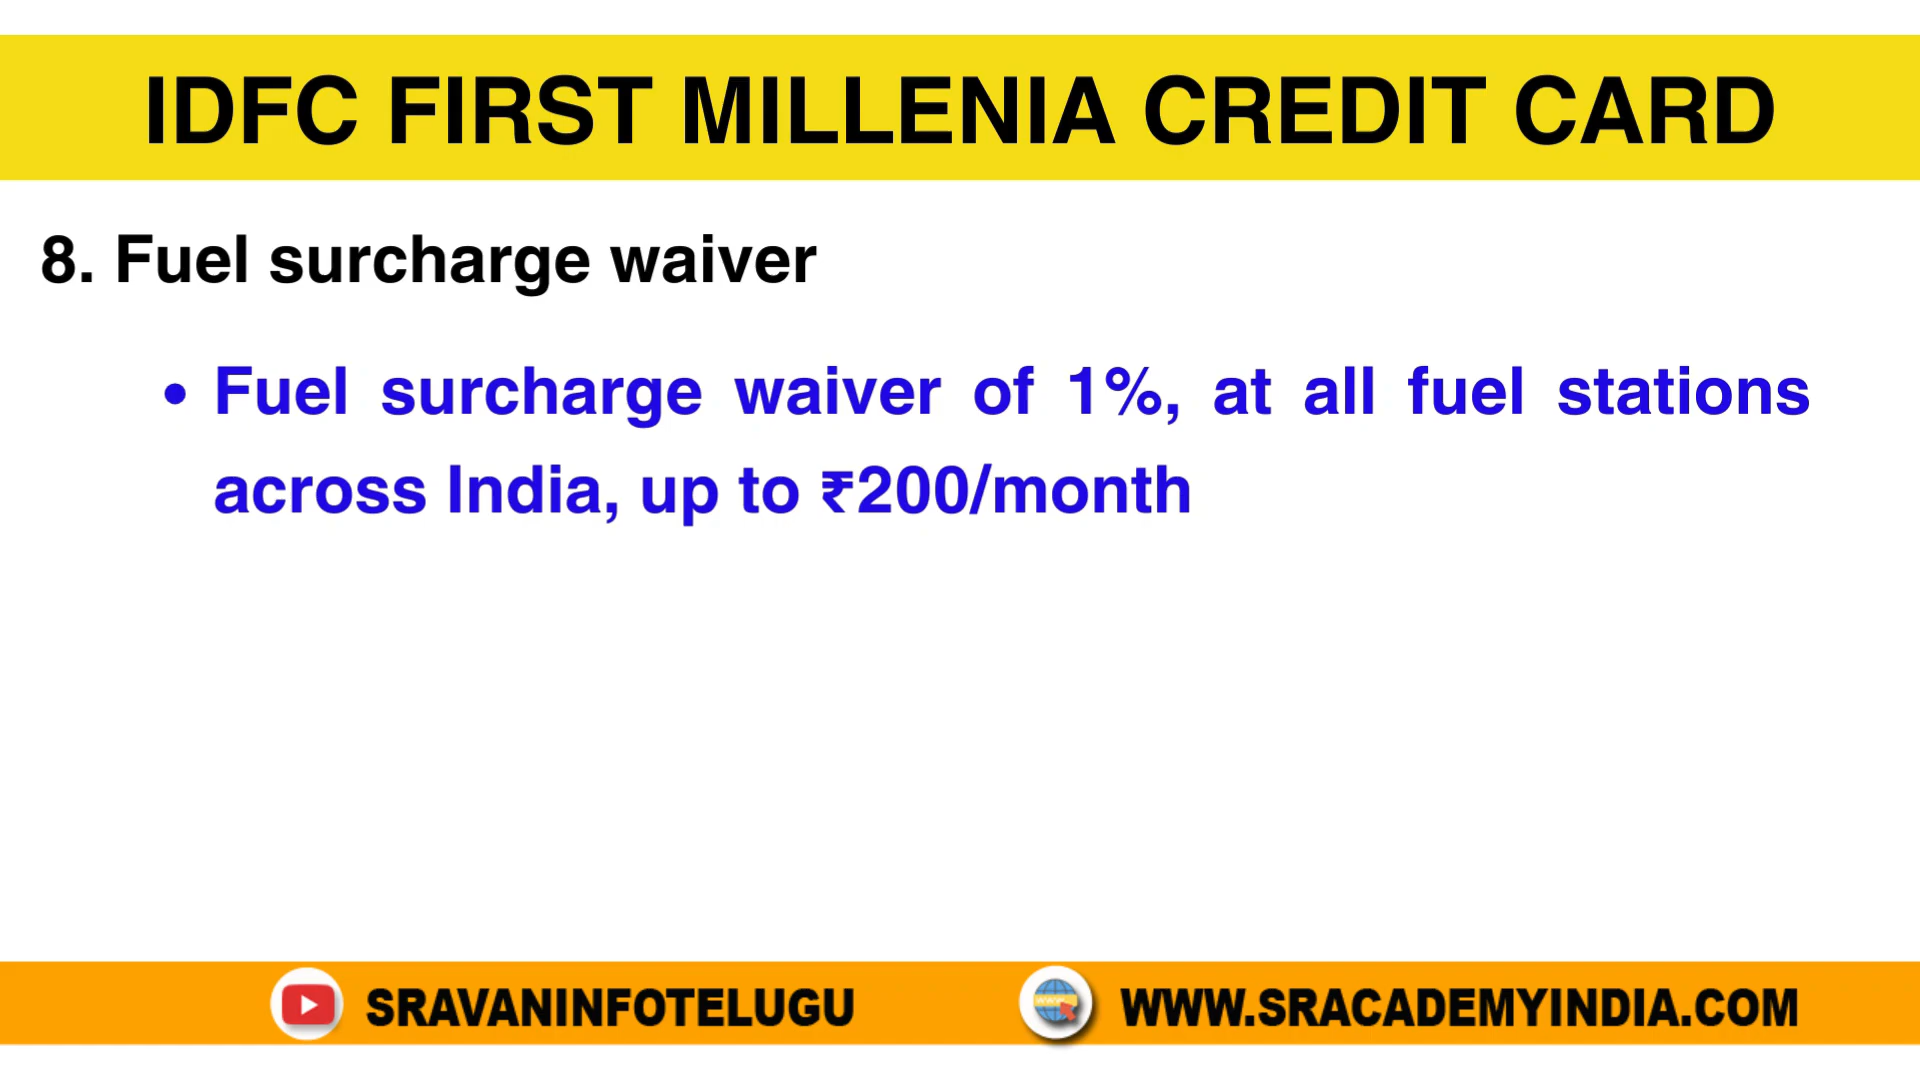 IDFC FIRST MILLENIA CREDIT CARD
8. Fuel surcharge waiver
• Fuel surcharge waiver of 1%, at all fuel stations
across India, up to ₹200/month
SRAVANINFOTELUGU
WWW.SRACADEMYINDIA.COM